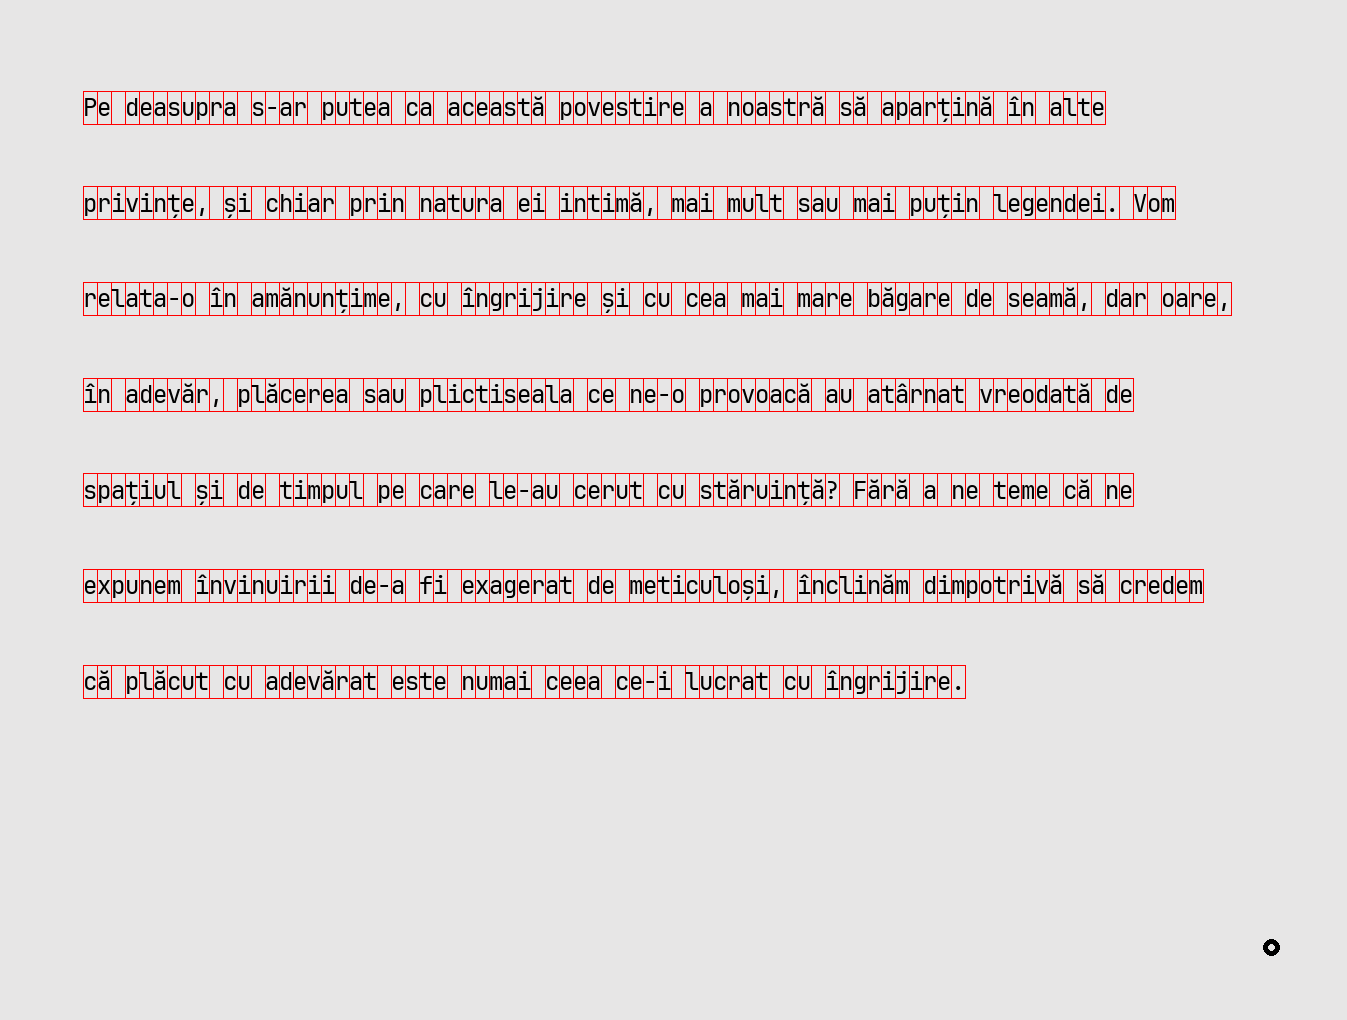 Pe deasupra s-ar putea ca această povestire a noastră să aparțină în alte
privințe, și chiar prin natura ei intimă, mai mult sau mai puțin legendei. Vom
relata-o în amănunțime, cu îngrijire și cu cea mai mare băgare de seamă, dar oare,
în adevăr, plăcerea sau plictiseala ce ne-o provoacă au atârnat vreodată de
spațiul și de timpul pe care le-au cerut cu stăruință? Fără a ne teme că ne
expunem învinuirii de-a fi exagerat de meticuloși, înclinăm dimpotrivă să credem
că plăcut cu adevărat este numai ceea ce-i lucrat cu îngrijire.